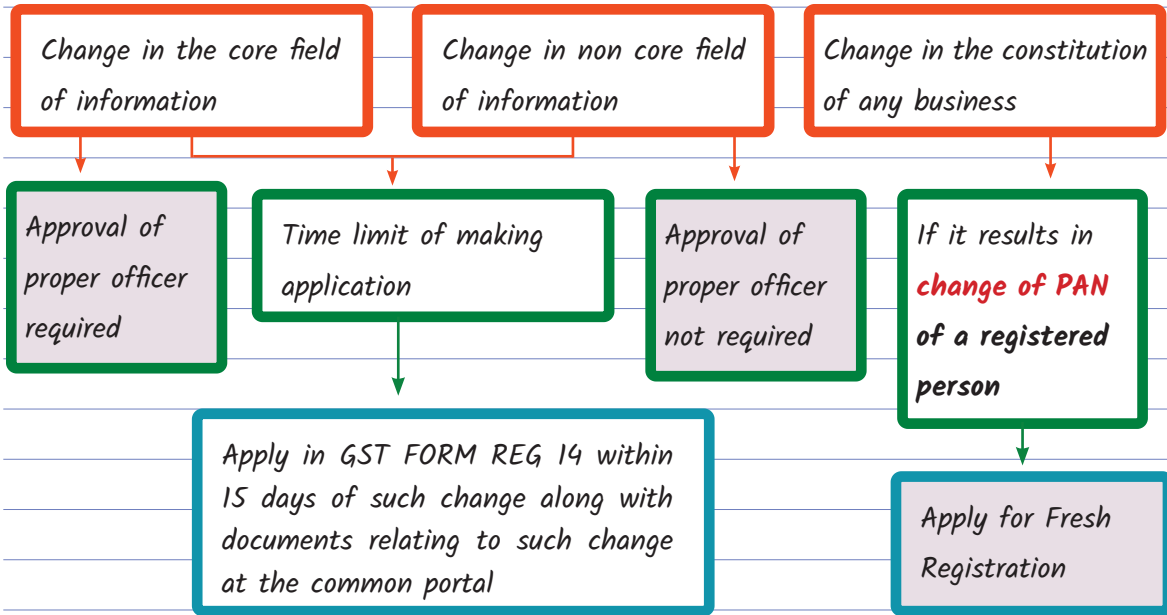 Change in the core field
of information
Change in non core field
of information
Change in the constitution
of any business
Approval of
proper officer
required
Time limit of making
application
Approval of
proper officer
not required
If it results in
change of PAN
of a registered
person
Apply in GST FORM REG 14 within
15 days of such change along with
documents relating to such change
at the common portal
Apply for Fresh
Registration